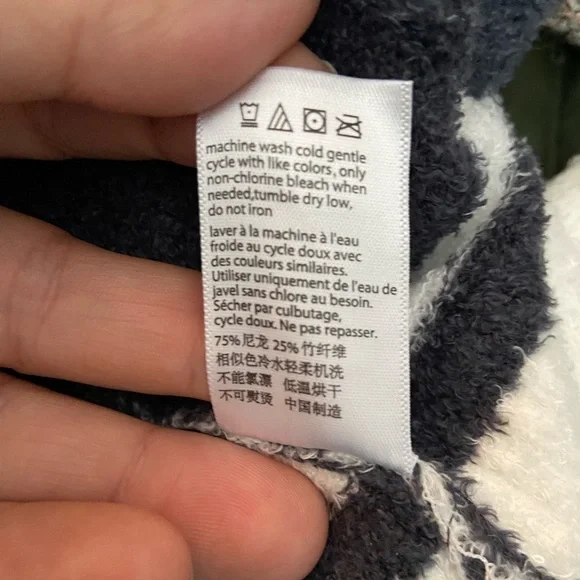 machine wash cold gentle
cycle with like colors, only
non-chlorine bleach when
needed,tumble dry low,
do not iron
laver à la machine à l'eau
froide au cycle doux avec
des couleurs similaires.
Utiliser uniquement de l'eau de
javel sans chlore au besoin.
Sécher par culbutage,
cycle doux. Ne pas repasser.
75%尼龙 25%竹纤维
相似色冷水轻柔机洗
不能氯漂 低温烘干
不可熨烫 中国制造